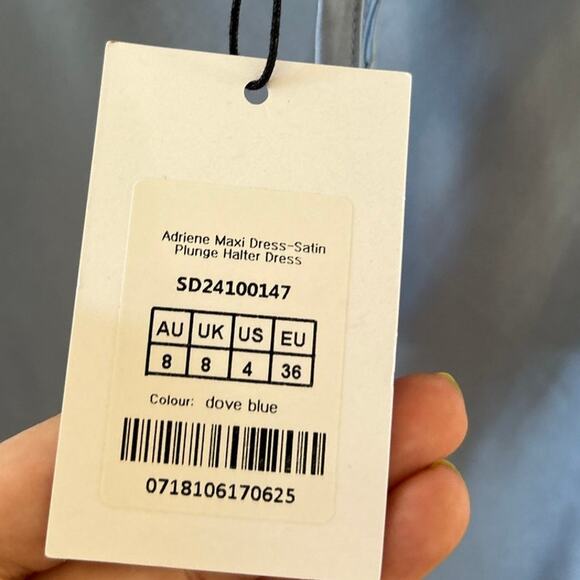 Adriene Maxi Dress-Satin
Plunge Halter Dress
SD24100147
AU UK US EU
8 8 4 36
Colour: dove blue
0718106170625